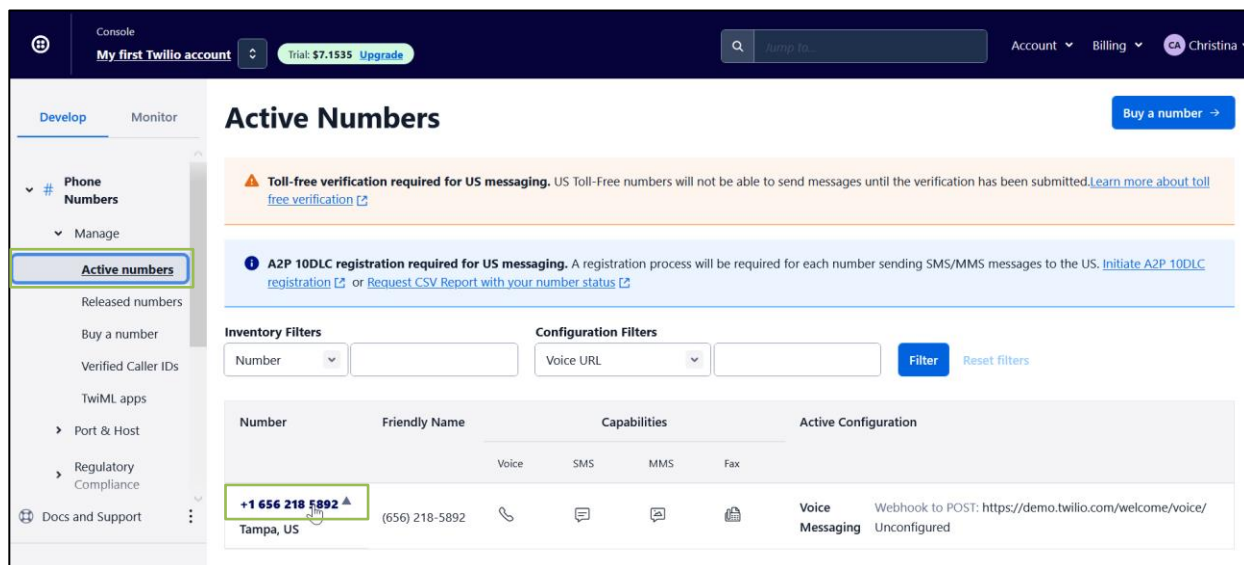 Console
My first Twilio account
Trial: $7.1535 Upgrade
Jump to...
Account
Billing
CA Christina
Develop
Monitor
# Phone Numbers
Manage
Active numbers
Released numbers
Buy a number
Verified Caller IDs
TwiML apps
Port & Host
Regulatory
Compliance
Docs and Support
Active Numbers
Buy a number →
Toll-free verification required for US messaging. US Toll-Free numbers will not be able to send messages until the verification has been submitted.Learn more about toll
free verification
A2P 10DLC registration required for US messaging. A registration process will be required for each number sending SMS/MMS messages to the US. Initiate A2P 10DLC
registration or Request CSV Report with your number status
Inventory Filters
Configuration Filters
Number
Voice URL
Filter
Reset filters
Number
Friendly Name
Capabilities
Active Configuration
Voice
SMS
MMS
Fax
+1 656 218 5892
Tampa, US
(656) 218-5892
Voice Webhook to POST: https://demo.twilio.com/welcome/voice/
Messaging Unconfigured